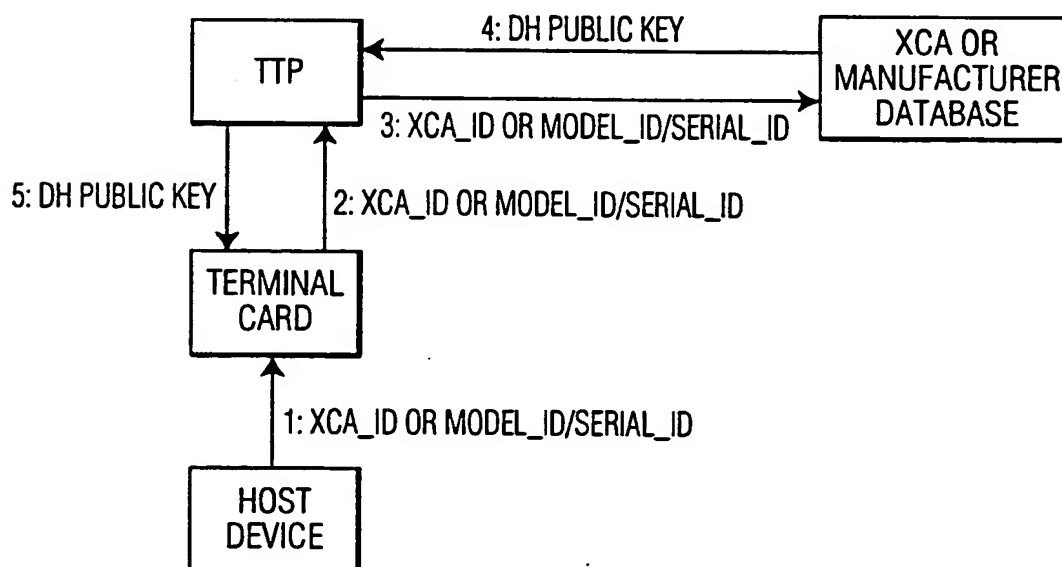 4: DH PUBLIC KEY
TTP
XCA OR
MANUFACTURER
DATABASE
3: XCA_ID OR MODEL_ID/SERIAL_ID
5: DH PUBLIC KEY
2: XCA_ID OR MODEL_ID/SERIAL_ID
TERMINAL
CARD
1: XCA_ID OR MODEL_ID/SERIAL_ID
HOST
DEVICE